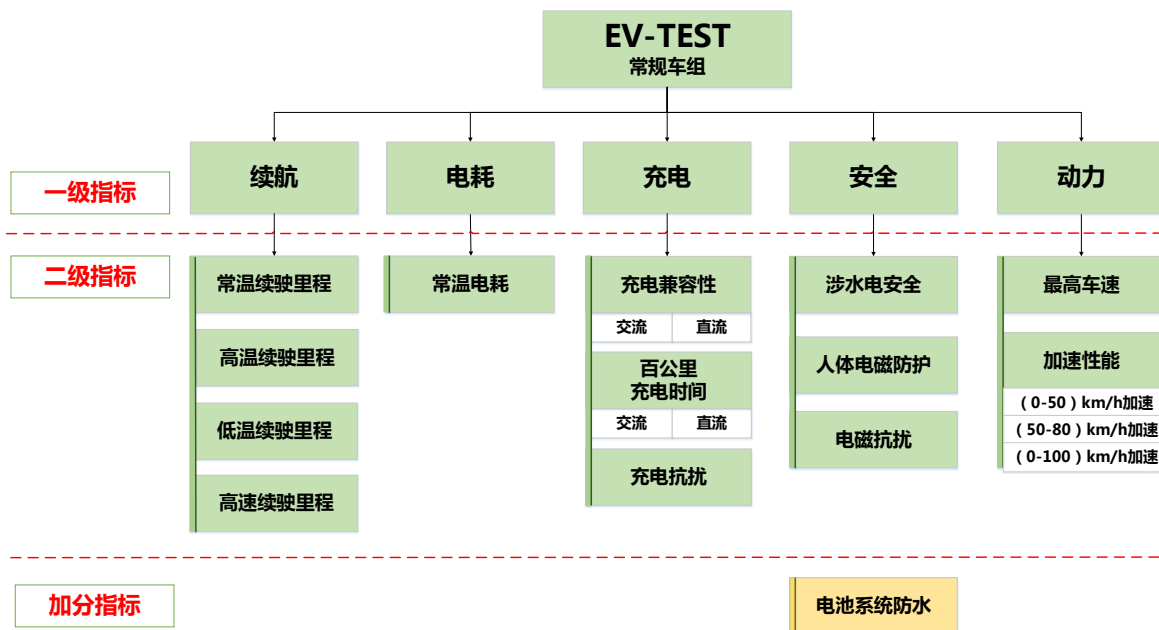 EV-TEST
常规车组
一级指标
续航
电耗
充电
安全
动力
二级指标
常温续驶里程
高温续驶里程
低温续驶里程
高速续驶里程
常温电耗
充电兼容性
交流
直流
百公里
充电时间
交流
直流
充电抗扰
涉水电安全
人体电磁防护
电磁抗扰
最高车速
加速性能
（0-50）km/h加速
（50-80）km/h加速
（0-100）km/h加速
加分指标
电池系统防水